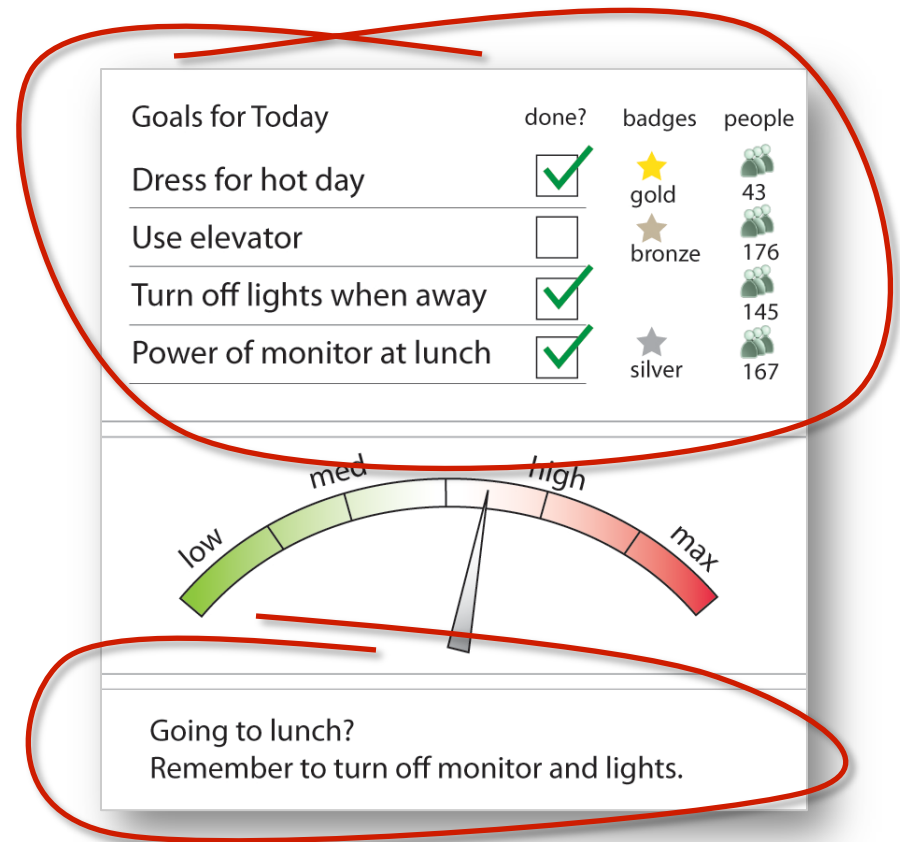 Goals for Today done? badges people
Dress for hot day gold 43
Use elevator bronze 176
Turn off lights when away 145
Power of monitor at lunch silver 167
low med high max
Going to lunch?
Remember to turn off monitor and lights.